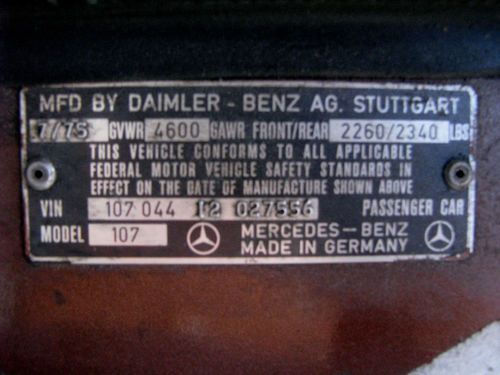 MFD BY DAIMLER - BENZ AG. STUTTGART
7/75 GVWR 4600 GAWR FRONT/REAR 2260/2340 LBS
THIS VEHICLE CONFORMS TO ALL APPLICABLE
FEDERAL MOTOR VEHICLE SAFETY STANDARDS IN
EFFECT ON THE DATE OF MANUFACTURE SHOWN ABOVE
VIN 107 044 12 027556 PASSENGER CAR
MODEL 107 MERCEDES-BENZ
MADE IN GERMANY